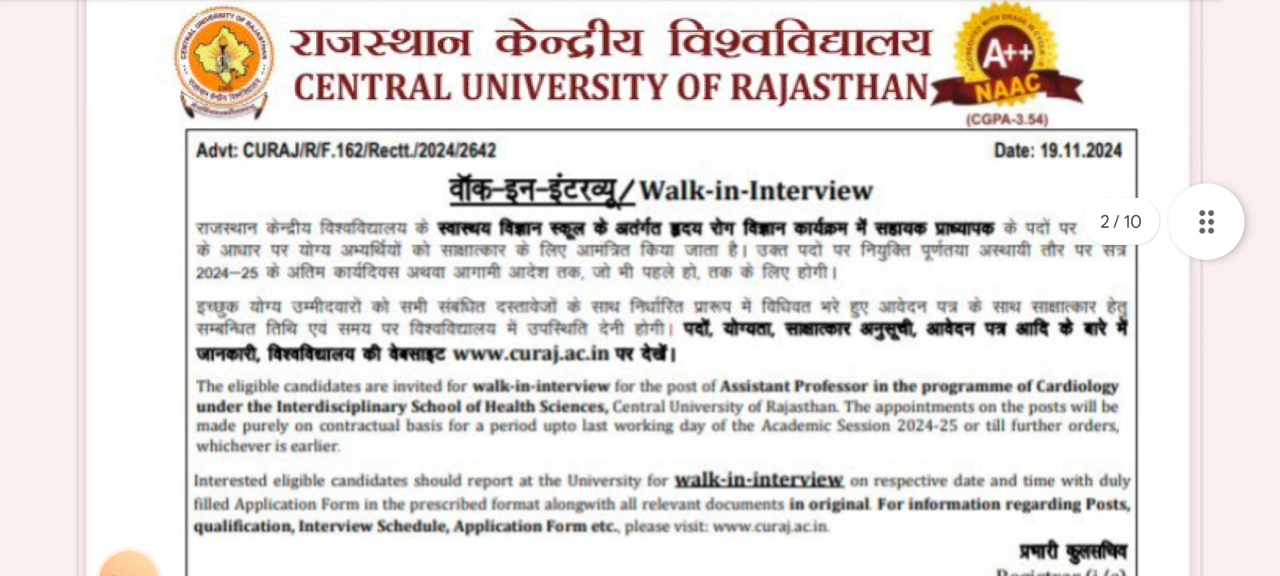 राजस्थान केन्द्रीय विश्वविद्यालय
CENTRAL UNIVERSITY OF RAJASTHAN
A++
NAAC
(CGPA-3.54)
Advt: CURAJ/R/F.162/Rectt./2024/2642 Date: 19.11.2024
वॉक-इन-इंटरव्यू/Walk-in-Interview
राजस्थान केन्द्रीय विश्वविद्यालय के स्वास्थय विज्ञान स्कूल के अतंर्गत हृदय रोग विज्ञान कार्यक्रम में सहायक प्राध्यापक के पदों पर
2 / 10
के आधार पर योग्य अभ्यर्थियों को साक्षात्कार के लिए आमंत्रित किया जाता है। उक्त पदों पर नियुक्ति पूर्णतया अस्थायी तौर पर सत्र
2024–25 के अंतिम कार्यदिवस अथवा आगामी आदेश तक, जो भी पहले हो, तक के लिए होगी।
इच्छुक योग्य उम्मीदवारों को सभी संबंधित दस्तावेजों के साथ निर्धारित प्रारूप में विधिवत भरे हुए आवेदन पत्र के साथ साक्षात्कार हेतु
सम्बन्धित तिथि एवं समय पर विश्वविद्यालय में उपस्थिति देनी होगी। पदों, योग्यता, साक्षात्कार अनुसूची, आवेदन पत्र आदि के बारे में
जानकारी, विश्वविद्यालय की वेबसाइट www.curaj.ac.in पर देखें।
The eligible candidates are invited for walk-in-interview for the post of Assistant Professor in the programme of Cardiology
under the Interdisciplinary School of Health Sciences, Central University of Rajasthan. The appointments on the posts will be
made purely on contractual basis for a period upto last working day of the Academic Session 2024-25 or till further orders,
whichever is earlier.
Interested eligible candidates should report at the University for walk-in-interview on respective date and time with duly
filled Application Form in the prescribed format alongwith all relevant documents in original. For information regarding Posts,
qualification, Interview Schedule, Application Form etc., please visit: www.curaj.ac.in.
प्रभारी कुलसचिव